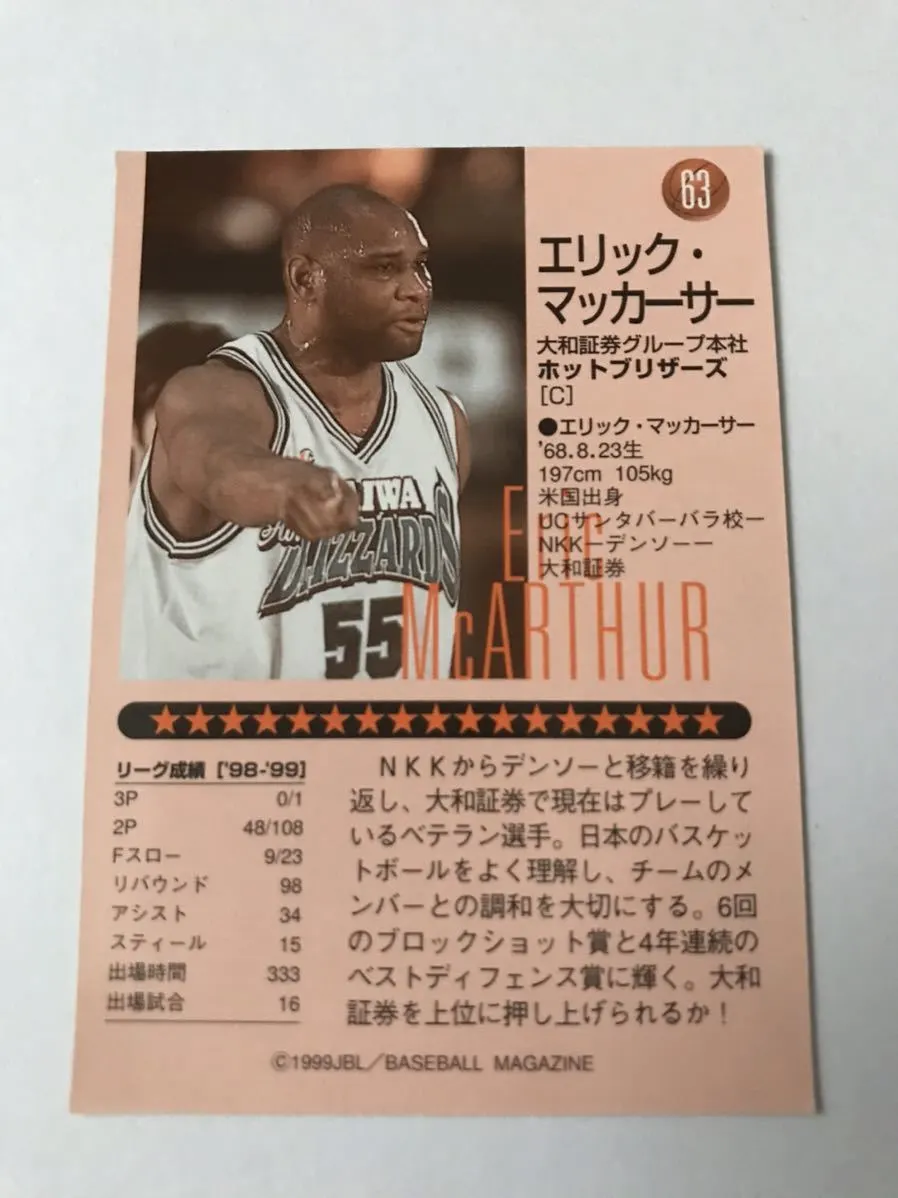 63
エリック・
マッカーサー
大和証券グループ本社
ホットブリザーズ
[C]
●エリック・マッカーサー
'68.8.23生
197cm 105kg
米国出身
UCサンタバーバラ校ー
NKKーデンソーー
大和証券
AIWA
Hot
BLIZZARDS
55
ERIC
MCARTHUR
★★★★★★★★★★★★★★★★★
リーグ成績 ['98-'99]
3P 0/1
2P 48/108
Fスロー 9/23
リバウンド 98
アシスト 34
スティール 15
出場時間 333
出場試合 16
NKKからデンソーと移籍を繰り
返し、大和証券で現在はプレーして
いるベテラン選手。日本のバスケッ
トボールをよく理解し、チームのメ
ンバーとの調和を大切にする。6回
のブロックショット賞と4年連続の
ベストディフェンス賞に輝く。大和
証券を上位に押し上げられるか！
©1999JBL／BASEBALL MAGAZINE